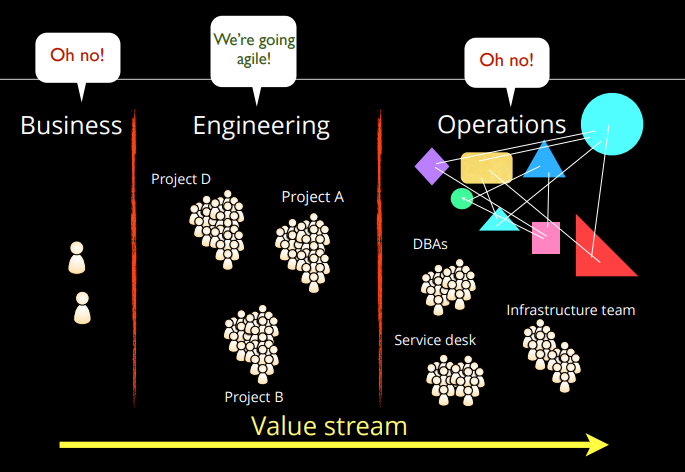 Oh no!
We're going
agile!
Oh no!
Business
Engineering
Operations
Project D
Project A
DBAs
Infrastructure team
Service desk
Project B
Value stream